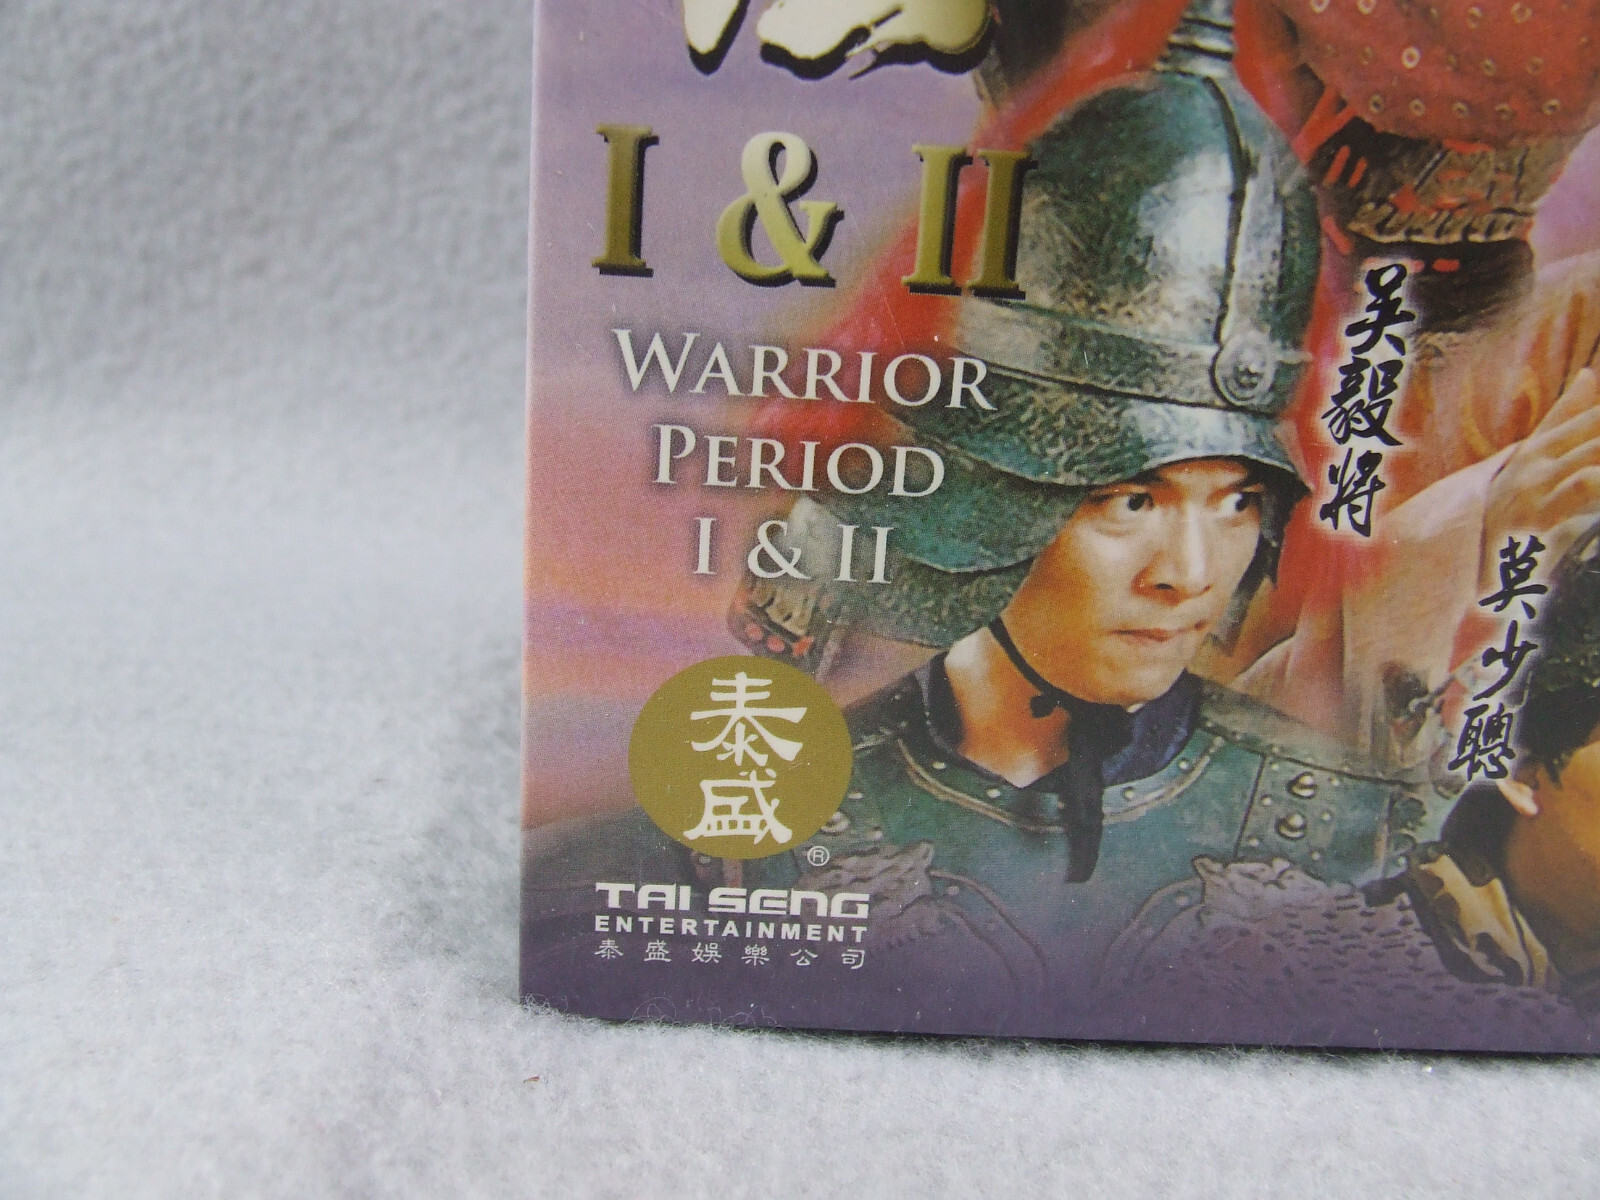 I & II
WARRIOR
PERIOD
I & II
吴毅將
莫少聰
泰盛
®
TAI SENG
ENTERTAINMENT
泰盛娛樂公司